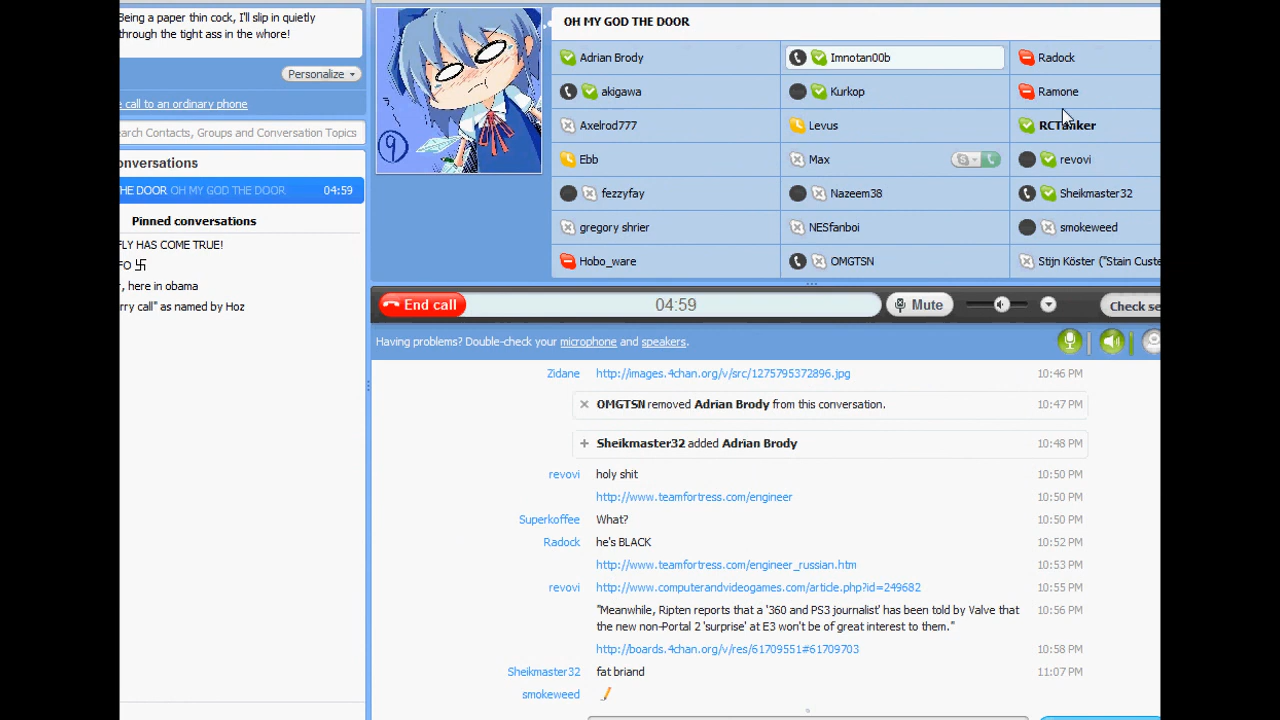 Being a paper thin cock, I'll slip in quietly
through the tight ass in the whore!
Personalize
e call to an ordinary phone
earch Contacts, Groups and Conversation Topics
onversations
THE DOOR OH MY GOD THE DOOR 04:59
Pinned conversations
FLY HAS COME TRUE!
FO 卐
r, here in obama
rry call" as named by Hoz
⑨
OH MY GOD THE DOOR
Adrian Brody Imnotan00b Radock
akigawa Kurkop Ramone
Axelrod777 Levus RCTanker
Ebb Max revovi
fezzyfay Nazeem38 Sheikmaster32
gregory shrier NESfanboi smokeweed
Hobo_ware OMGTSN Stijn Köster ("Stain Custe
End call 04:59 Mute Check se
Having problems? Double-check your microphone and speakers.
Zidane http://images.4chan.org/v/src/1275795372896.jpg 10:46 PM
OMGTSN removed Adrian Brody from this conversation. 10:47 PM
Sheikmaster32 added Adrian Brody 10:48 PM
revovi holy shit 10:50 PM
http://www.teamfortress.com/engineer 10:50 PM
Superkoffee What? 10:50 PM
Radock he's BLACK 10:52 PM
http://www.teamfortress.com/engineer_russian.htm 10:53 PM
revovi http://www.computerandvideogames.com/article.php?id=249682 10:55 PM
"Meanwhile, Ripten reports that a '360 and PS3 journalist' has been told by Valve that 10:56 PM
the new non-Portal 2 'surprise' at E3 won't be of great interest to them."
http://boards.4chan.org/v/res/61709551#61709703 10:58 PM
Sheikmaster32 fat briand 11:07 PM
smokeweed